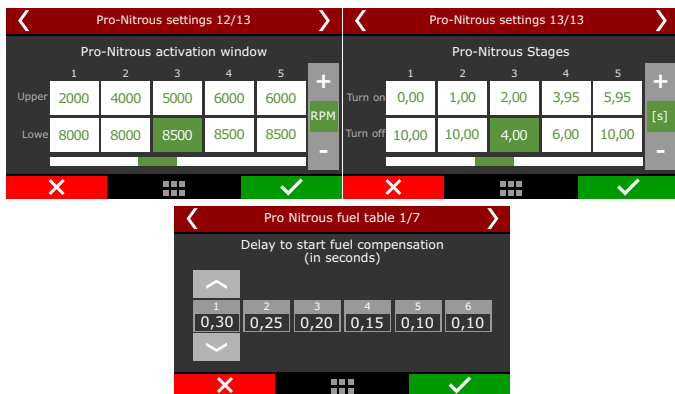 Pro-Nitrous settings 12/13
Pro-Nitrous activation window
1 2 3 4 5
Upper 2000 4000 5000 6000 6000
Lowe 8000 8000 8500 8500 8500
+
RPM
-
Pro-Nitrous settings 13/13
Pro-Nitrous Stages
1 2 3 4 5
Turn on 0,00 1,00 2,00 3,95 5,95
Turn off 10,00 10,00 4,00 6,00 10,00
+
[s]
-
Pro Nitrous fuel table 1/7
Delay to start fuel compensation
(in seconds)
1 2 3 4 5 6
0,30 0,25 0,20 0,15 0,10 0,10